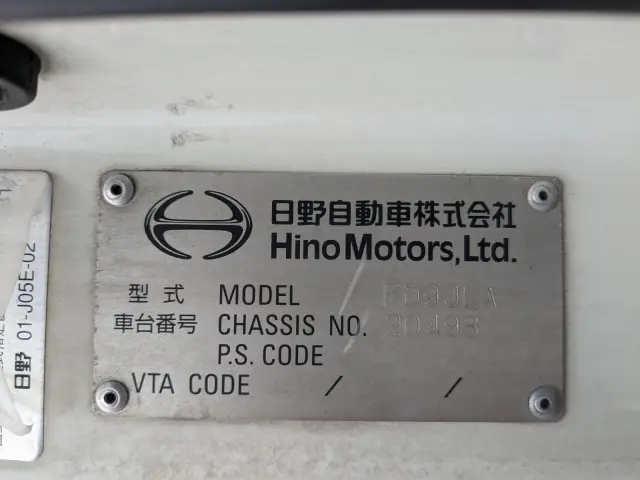 日野自動車株式会社
Hino Motors, Ltd.
型式 MODEL FD9JLA
車台番号 CHASSIS NO. 20493
P.S. CODE
VTA CODE / /
日野 01-J05E-02